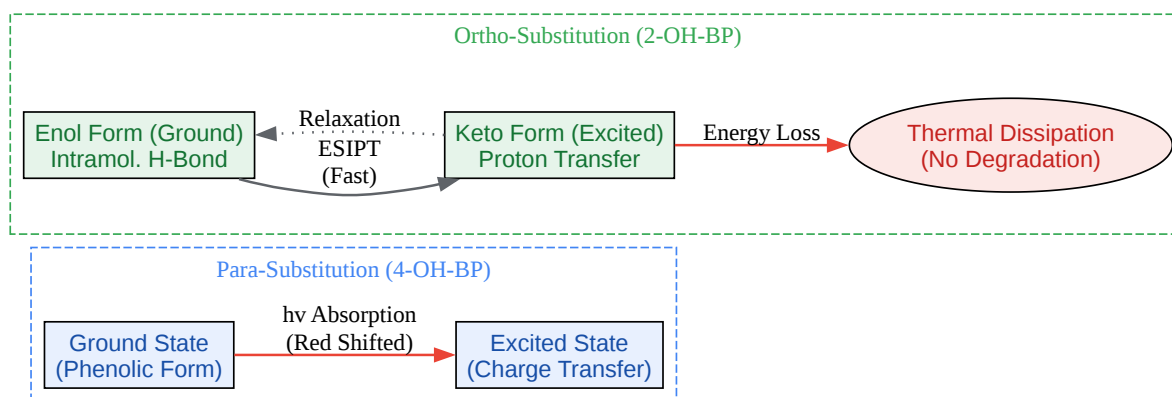 Ortho-Substitution (2-OH-BP)
Enol Form (Ground)
Intramol. H-Bond
Relaxation
ESIPT
(Fast)
Keto Form (Excited)
Proton Transfer
Energy Loss
Thermal Dissipation
(No Degradation)
Para-Substitution (4-OH-BP)
Ground State
(Phenolic Form)
hν Absorption
(Red Shifted)
Excited State
(Charge Transfer)